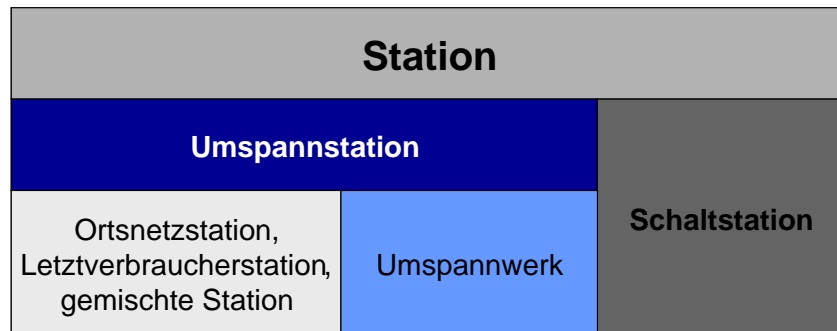 Station
Umspannstation
Schaltstation
Ortsnetzstation,
Letztverbraucherstation,
gemischte Station
Umspannwerk